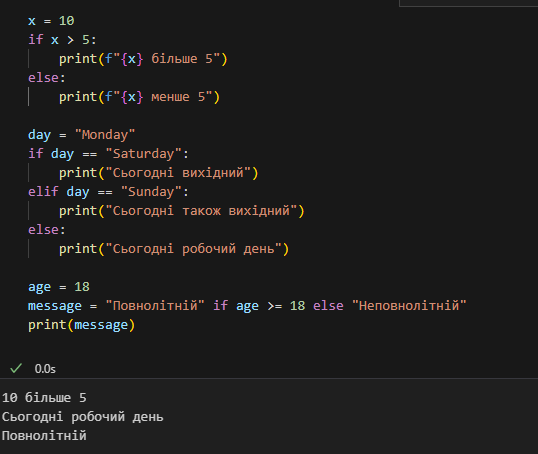 x = 10
if x > 5:
    print(f"{x} більше 5")
else:
    print(f"{x} менше 5")

day = "Monday"
if day == "Saturday":
    print("Сьогодні вихідний")
elif day == "Sunday":
    print("Сьогодні також вихідний")
else:
    print("Сьогодні робочий день")

age = 18
message = "Повнолітній" if age >= 18 else "Неповнолітній"
print(message)
0.0s
10 більше 5
Сьогодні робочий день
Повнолітній